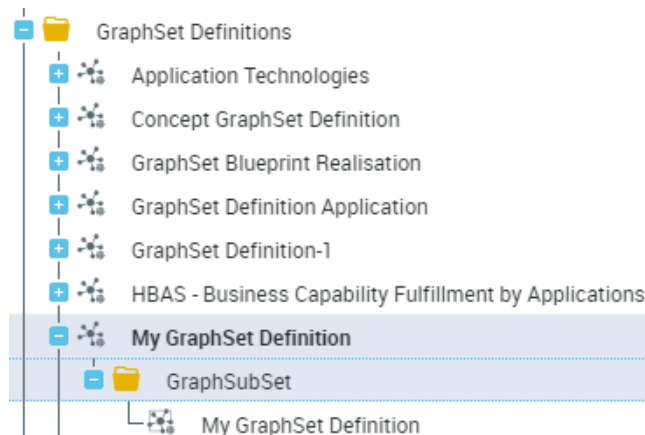 GraphSet Definitions
Application Technologies
Concept GraphSet Definition
GraphSet Blueprint Realisation
GraphSet Definition Application
GraphSet Definition-1
HBAS - Business Capability Fulfillment by Applications
My GraphSet Definition
GraphSubSet
My GraphSet Definition